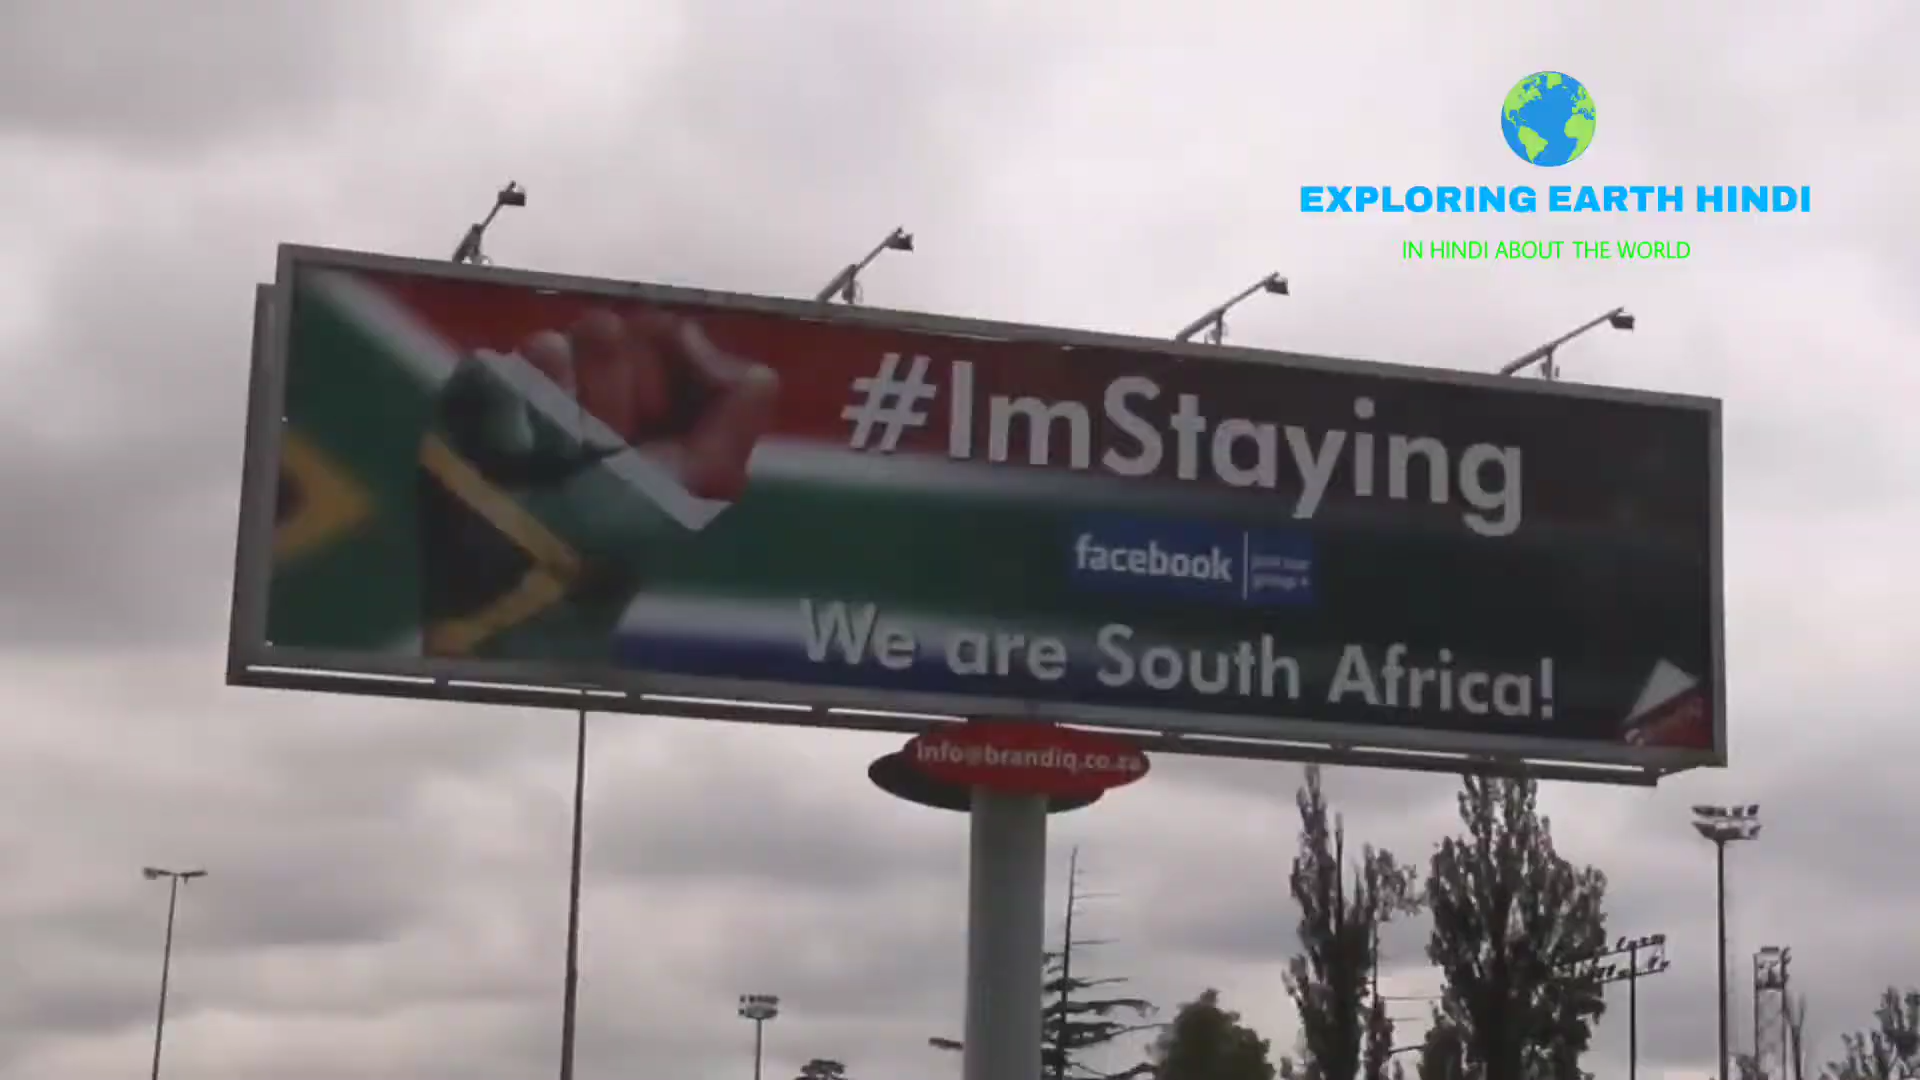 EXPLORING EARTH HINDI
IN HINDI ABOUT THE WORLD
#ImStaying
facebook
We are South Africa!
info@brandiq.co.za